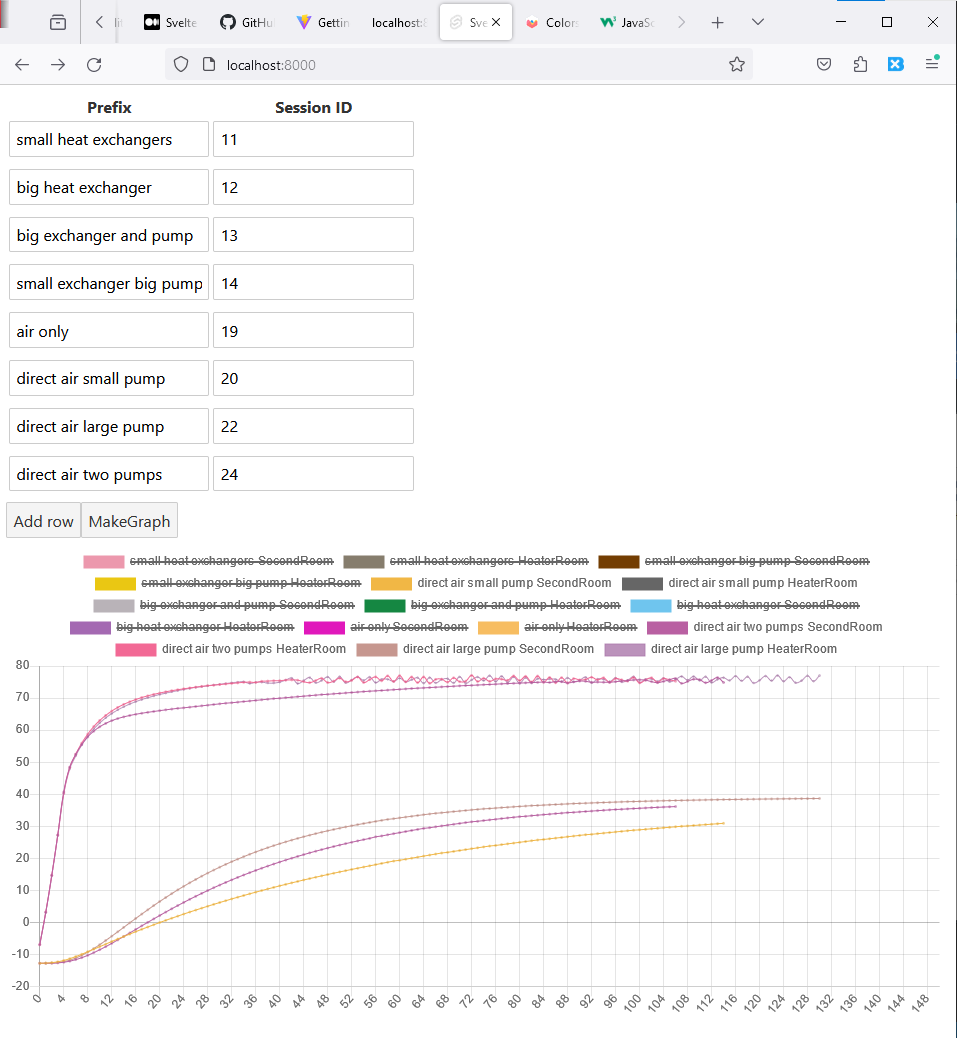 Svelte GitHu Gettin localhost:8 Sve Colors JavaSc
localhost:8000
Prefix Session ID
small heat exchangers 11
big heat exchanger 12
big exchanger and pump 13
small exchanger big pump 14
air only 19
direct air small pump 20
direct air large pump 22
direct air two pumps 24
Add row MakeGraph
small heat exchangers SecondRoom small heat exchangers HeaterRoom small exchanger big pump SecondRoom
small exchanger big pump HeaterRoom direct air small pump SecondRoom direct air small pump HeaterRoom
big exchanger and pump SecondRoom big exchanger and pump HeaterRoom big heat exchanger SecondRoom
big heat exchanger HeaterRoom air only SecondRoom air only HeaterRoom direct air two pumps SecondRoom
direct air two pumps HeaterRoom direct air large pump SecondRoom direct air large pump HeaterRoom
80
70
60
50
40
30
20
10
0
-10
-20
0 4 8 12 16 20 24 28 32 36 40 44 48 52 56 60 64 68 72 76 80 84 88 92 96 100 104 108 112 116 120 124 128 132 136 140 144 148